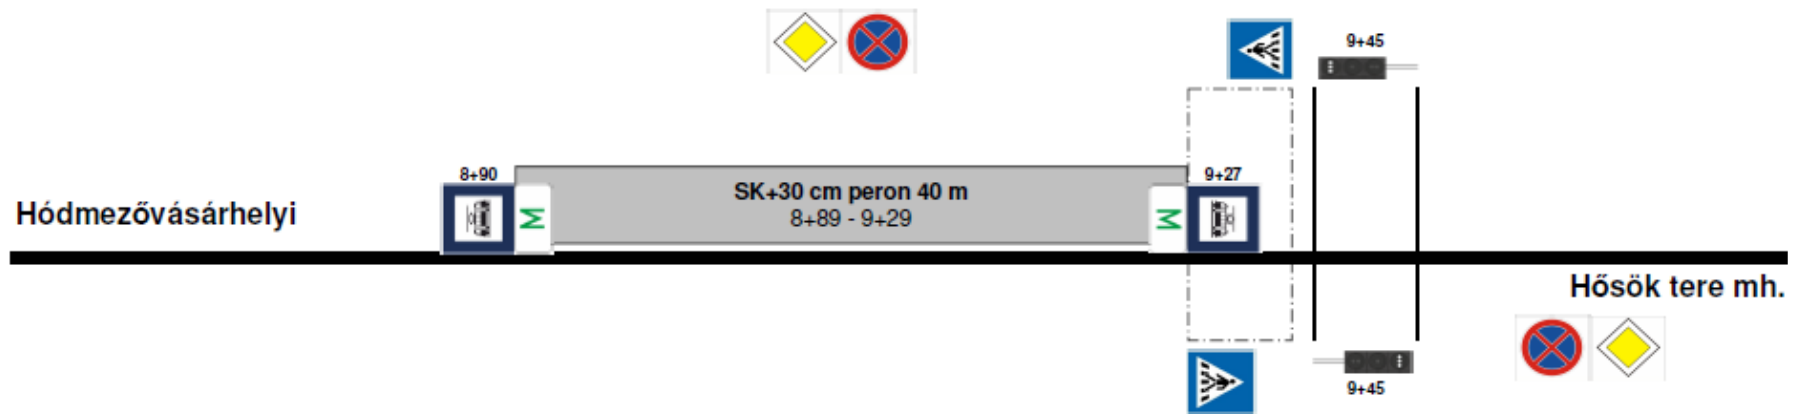 9+45
8+90
SK+30 cm peron 40 m
9+27
8+89 - 9+29
Hódmezővásárhelyi
M
M
Hősök tere mh.
9+45